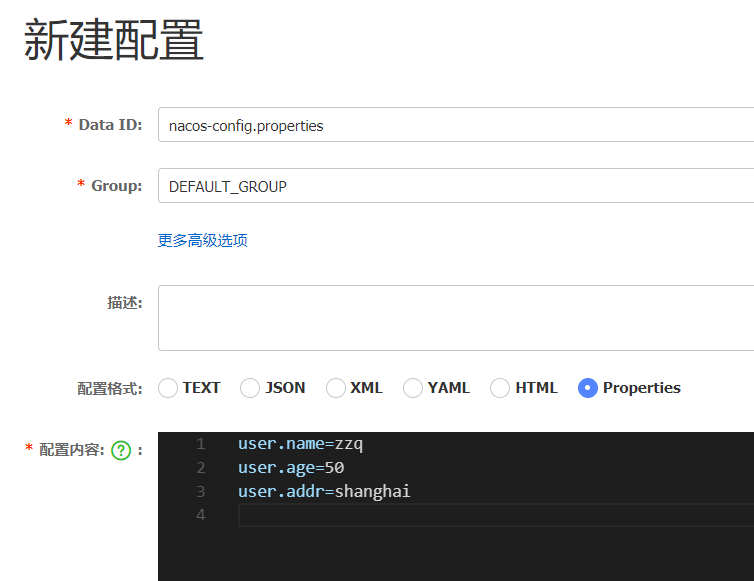 新建配置
* Data ID: nacos-config.properties
* Group: DEFAULT_GROUP
更多高级选项
描述:
配置格式: TEXT JSON XML YAML HTML Properties
* 配置内容: ? :
1 user.name=zzq
2 user.age=50
3 user.addr=shanghai
4